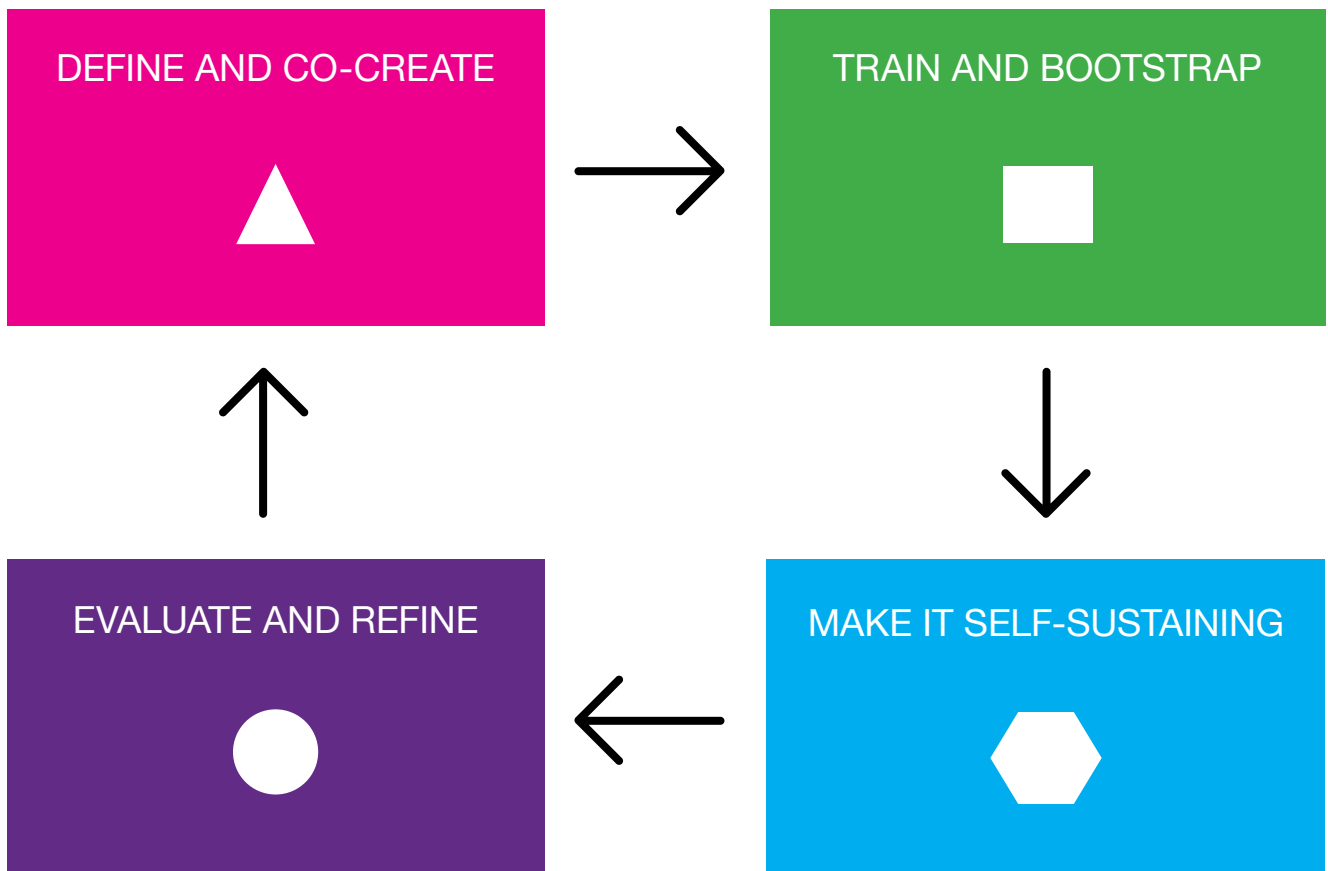 DEFINE AND CO-CREATE
TRAIN AND BOOTSTRAP
EVALUATE AND REFINE
MAKE IT SELF-SUSTAINING